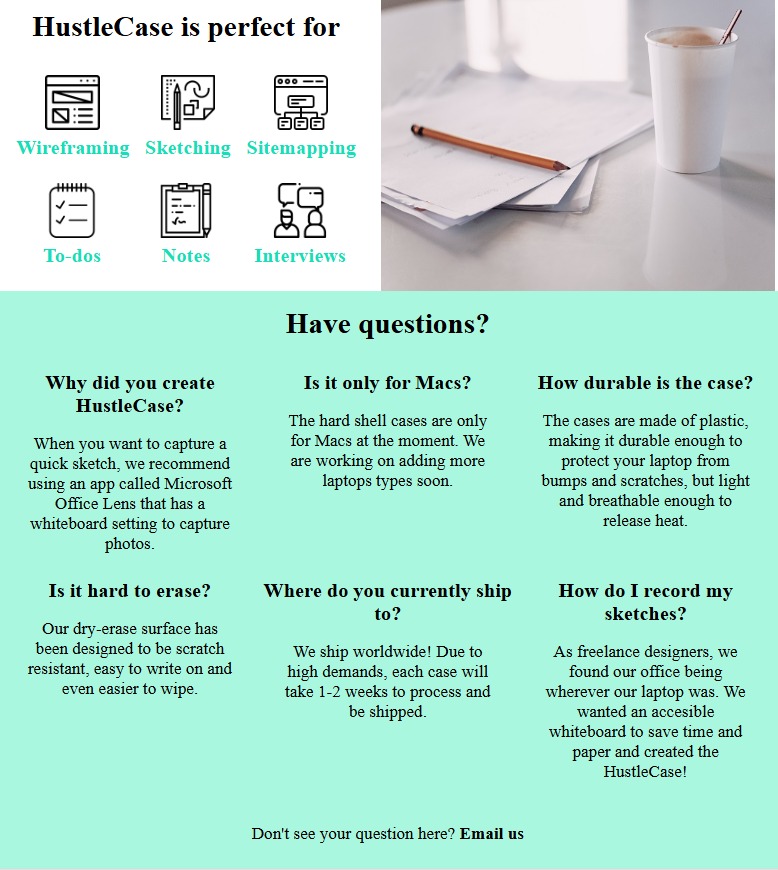 HustleCase is perfect for
Wireframing Sketching Sitemapping
To-dos Notes Interviews
Have questions?
Why did you create
HustleCase?
When you want to capture a
quick sketch, we recommend
using an app called Microsoft
Office Lens that has a
whiteboard setting to capture
photos.
Is it only for Macs?
The hard shell cases are only
for Macs at the moment. We
are working on adding more
laptops types soon.
How durable is the case?
The cases are made of plastic,
making it durable enough to
protect your laptop from
bumps and scratches, but light
and breathable enough to
release heat.
Is it hard to erase?
Our dry-erase surface has
been designed to be scratch
resistant, easy to write on and
even easier to wipe.
Where do you currently ship
to?
We ship worldwide! Due to
high demands, each case will
take 1-2 weeks to process and
be shipped.
How do I record my
sketches?
As freelance designers, we
found our office being
wherever our laptop was. We
wanted an accesible
whiteboard to save time and
paper and created the
HustleCase!
Don't see your question here? Email us